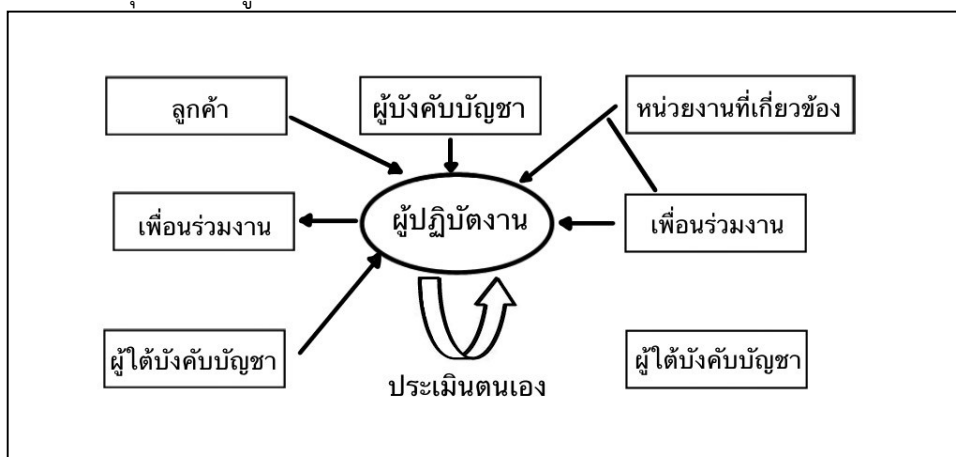 ลูกค้า
ผู้บังคับบัญชา
หน่วยงานที่เกี่ยวข้อง
เพื่อนร่วมงาน
ผู้ปฏิบัตงาน
เพื่อนร่วมงาน
ผู้ใต้บังคับบัญชา
ผู้ใต้บังคับบัญชา
ประเมินตนเอง